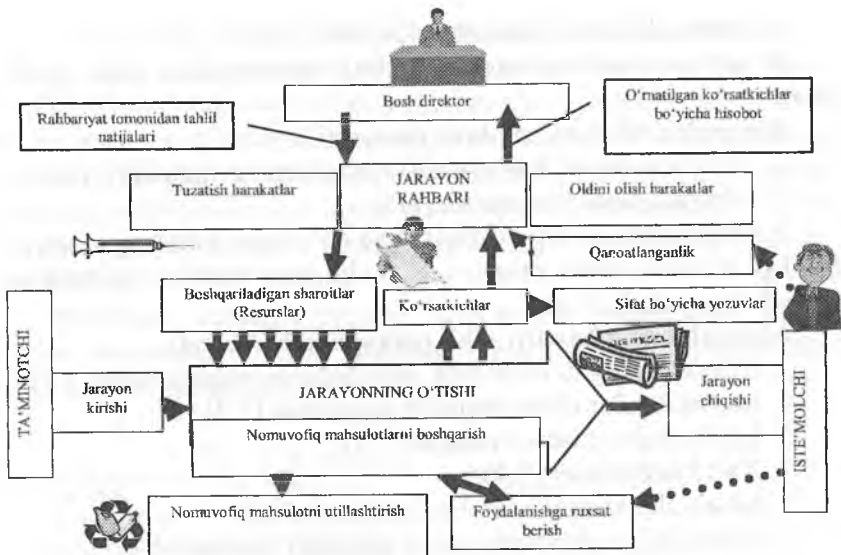 Bosh direktor
Rahbariyat tomonidan tahlil
natijalari
O'rnatilgan ko'rsatkichlar
bo'yicha hisobot
Tuzatish harakatlar
JARAYON
RAHBARI
Oldini olish harakatlar
Qanoatlanganlik
Boshqariladigan sharoitlar
(Resurslar)
Ko'rsatkichlar
Sifat bo'yicha yozuvlar
TA'MINOTCHI
Jarayon
kirishi
JARAYONNING O'TISHI
Nomuvofiq mahsulotlarni boshqarish
Jarayon
chiqishi
ISTE'MOLCHI
Nomuvofiq mahsulotni utillashtirish
Foydalanishga ruxsat
berish